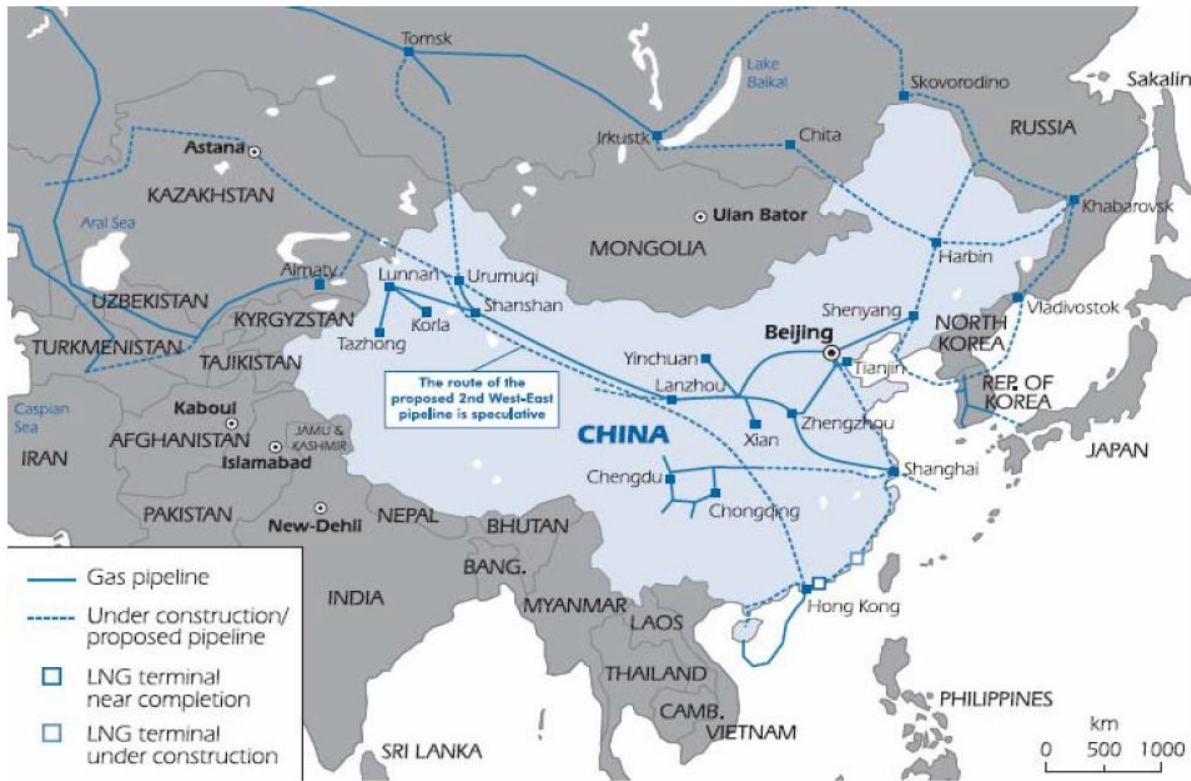 Tomsk
Lake
Baikal
Skovorodino
Sakalin
Irkustk
Chita
RUSSIA
Astana
KAZAKHSTAN
Ulan Bator
Khabarovsk
Aral Sea
MONGOLIA
Harbin
Almaty
Lunnan
Urumuqi
UZBEKISTAN
Shanshan
Vladivostok
KYRGYZSTAN
Korla
Shenyang
NORTH
KOREA
TURKMENISTAN
Tazhong
Beijing
TAJIKISTAN
Yinchuan
Tianjin
The route of the
proposed 2nd West-East
pipeline is speculative
Lanzhou
REP. OF
KOREA
Caspian
Sea
Kaboul
Zhengzhou
JAMU &
KASHMIR
Xian
AFGHANISTAN
CHINA
JAPAN
IRAN
Islamabad
Shanghai
Chengdu
Chongqing
PAKISTAN
New-Dehli
NEPAL
BHUTAN
BANG.
INDIA
MYANMAR
Hong Kong
LAOS
THAILAND
CAMB.
VIETNAM
PHILIPPINES
SRI LANKA
Gas pipeline
Under construction/
proposed pipeline
LNG terminal
near completion
LNG terminal
under construction
km
0 500 1000